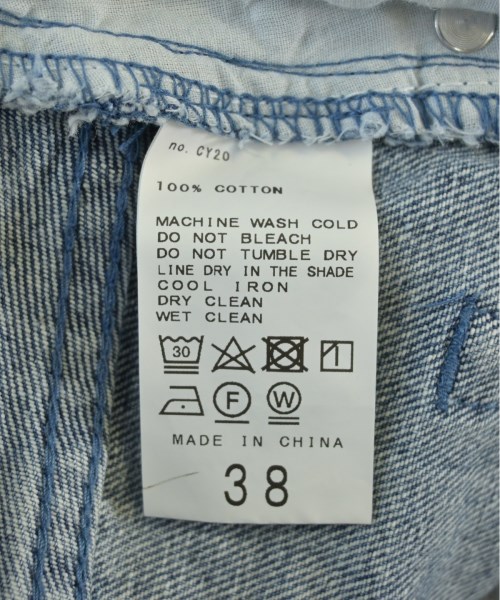 no. CY20
100% COTTON
MACHINE WASH COLD
DO NOT BLEACH
DO NOT TUMBLE DRY
LINE DRY IN THE SHADE
COOL IRON
DRY CLEAN
WET CLEAN
30
F W
MADE IN CHINA
38